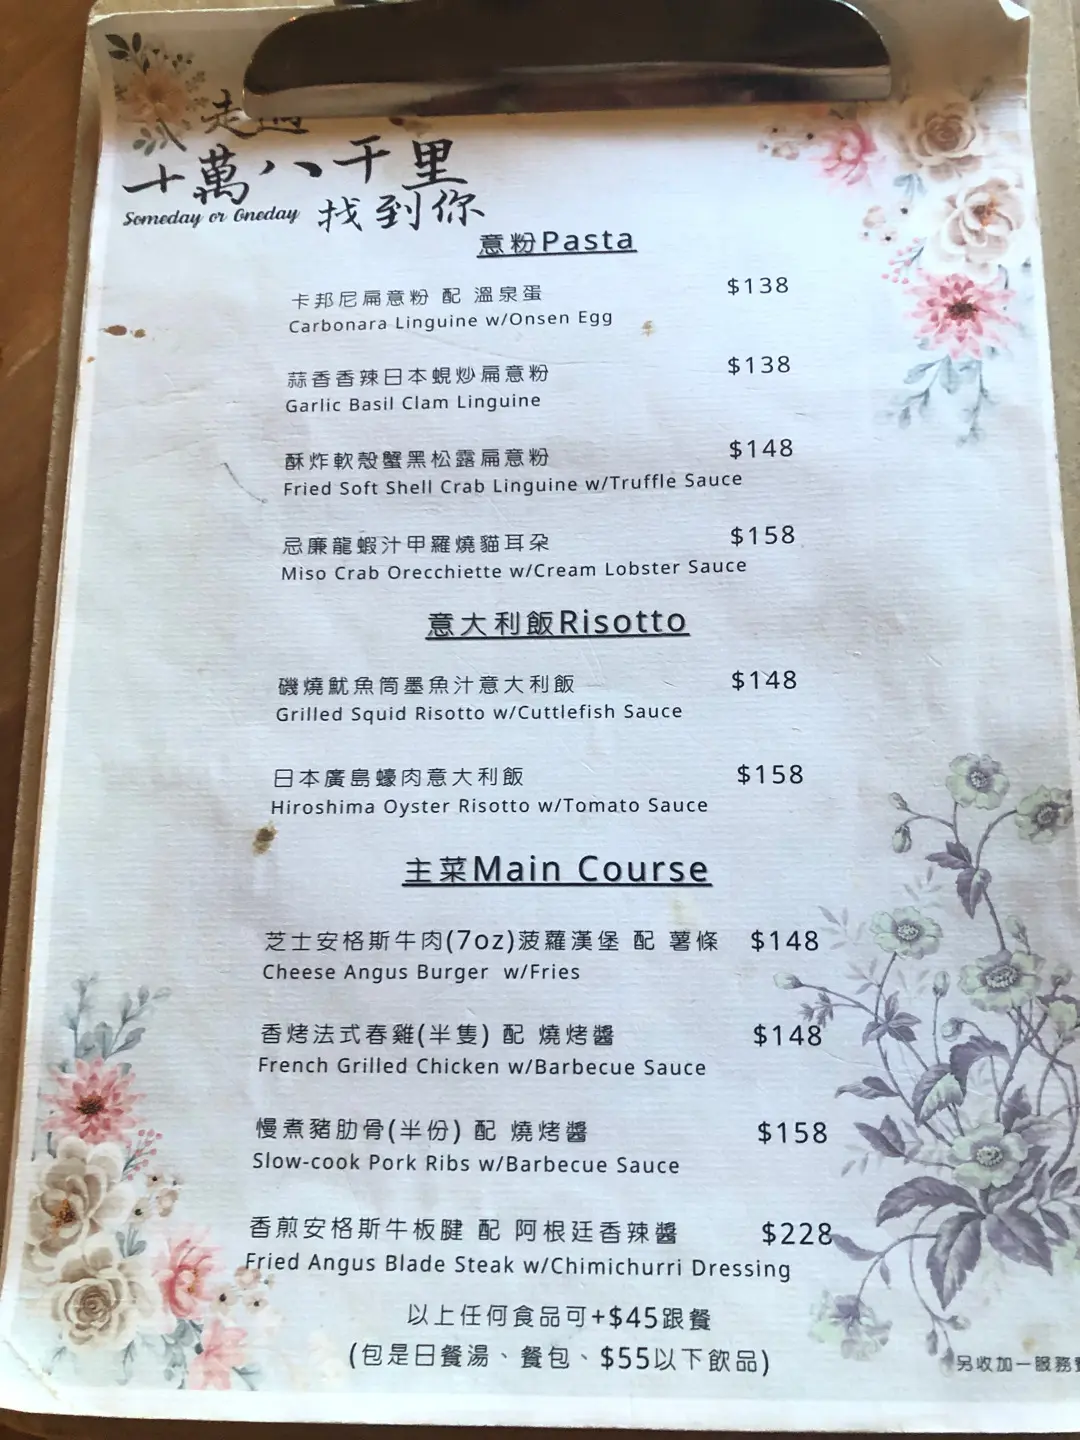 走過
十萬八千里
Someday or Oneday 找到你
意粉Pasta
卡邦尼扁意粉 配 溫泉蛋 $138
Carbonara Linguine w/Onsen Egg
蒜香香辣日本蜆炒扁意粉 $138
Garlic Basil Clam Linguine
酥炸軟殼蟹黑松露扁意粉 $148
Fried Soft Shell Crab Linguine w/Truffle Sauce
忌廉龍蝦汁甲羅燒貓耳朵 $158
Miso Crab Orecchiette w/Cream Lobster Sauce
意大利飯Risotto
磯燒魷魚筒墨魚汁意大利飯 $148
Grilled Squid Risotto w/Cuttlefish Sauce
日本廣島蠔肉意大利飯 $158
Hiroshima Oyster Risotto w/Tomato Sauce
主菜Main Course
芝士安格斯牛肉(7oz)菠蘿漢堡 配 薯條 $148
Cheese Angus Burger w/Fries
香烤法式春雞(半隻) 配 燒烤醬 $148
French Grilled Chicken w/Barbecue Sauce
慢煮豬肋骨(半份) 配 燒烤醬 $158
Slow-cook Pork Ribs w/Barbecue Sauce
香煎安格斯牛板腱 配 阿根廷香辣醬 $228
Fried Angus Blade Steak w/Chimichurri Dressing
以上任何食品可+$45跟餐
(包是日餐湯、餐包、$55以下飲品)
另收加一服務費